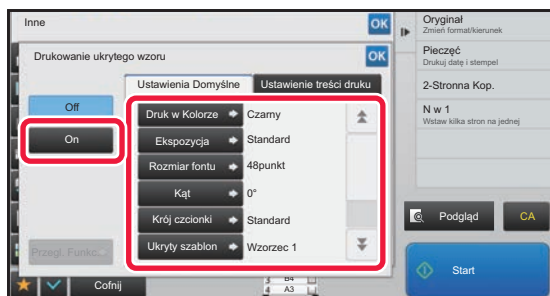 Inne
OK
Drukowanie ukrytego wzoru
OK
Ustawienia Domyślne
Ustawienie treści druku
Off
On
Druk w Kolorze
Czarny
Ekspozycja
Standard
Rozmiar fontu
48punkt
Kąt
0°
Krój czcionki
Standard
Ukryty szablon
Wzorzec 1
Przegl. Funkc.
Cofnij
B4
4 A3
Oryginał
Zmień format/kierunek
Pieczęć
Drukuj datę i stempel
2-Stronna Kop.
N w 1
Wstaw kilka stron na jednej
Podgląd
CA
Start